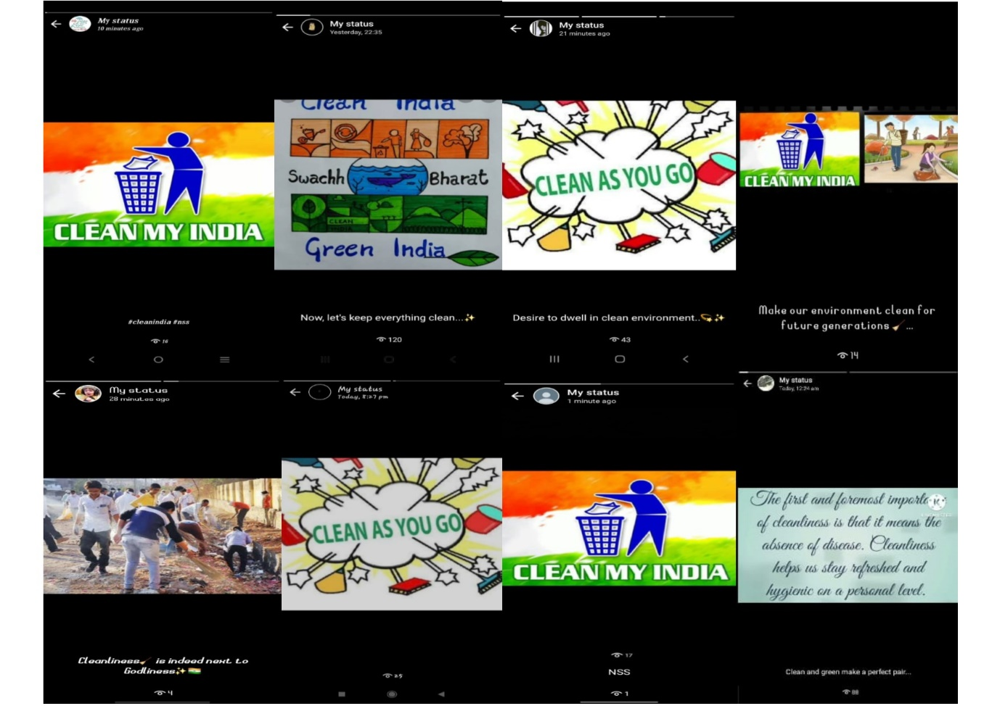 My status
10 minutes ago
CLEAN MY INDIA
#cleanindia #nss
16
My status
Yesterday, 22:35
Clean India
Swachh Bharat
CLEAN
INDIA
Green India
Now, let's keep everything clean...✨
120
My status
21 minutes ago
CLEAN AS YOU GO
Desire to dwell in clean environment..💫✨
43
CLEAN MY INDIA
Make our environment clean for
future generations 🧹...
14
My status
28 minutes ago
Cleanliness🧹 is indeed next to
Godliness✨🇮🇳
4
My status
Today, 8:27 pm
CLEAN AS YOU GO
25
My status
1 minute ago
CLEAN MY INDIA
17
NSS
1
My status
Today, 12:24 am
The first and foremost
of cleanliness is that it means the
absence of disease. Cleanliness
helps us stay refreshed and
hygienic on a personal level.
Clean and green make a perfect pair...
88